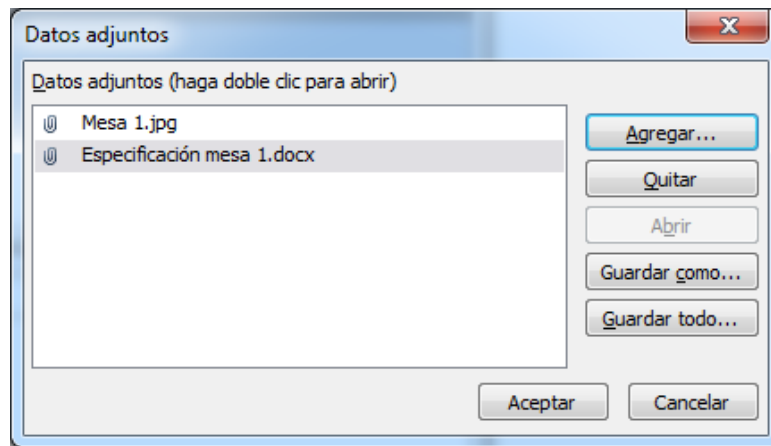 Datos adjuntos
Datos adjuntos (haga doble clic para abrir)
Mesa 1.jpg
Especificación mesa 1.docx
Agregar...
Quitar
Abrir
Guardar como...
Guardar todo...
Aceptar
Cancelar